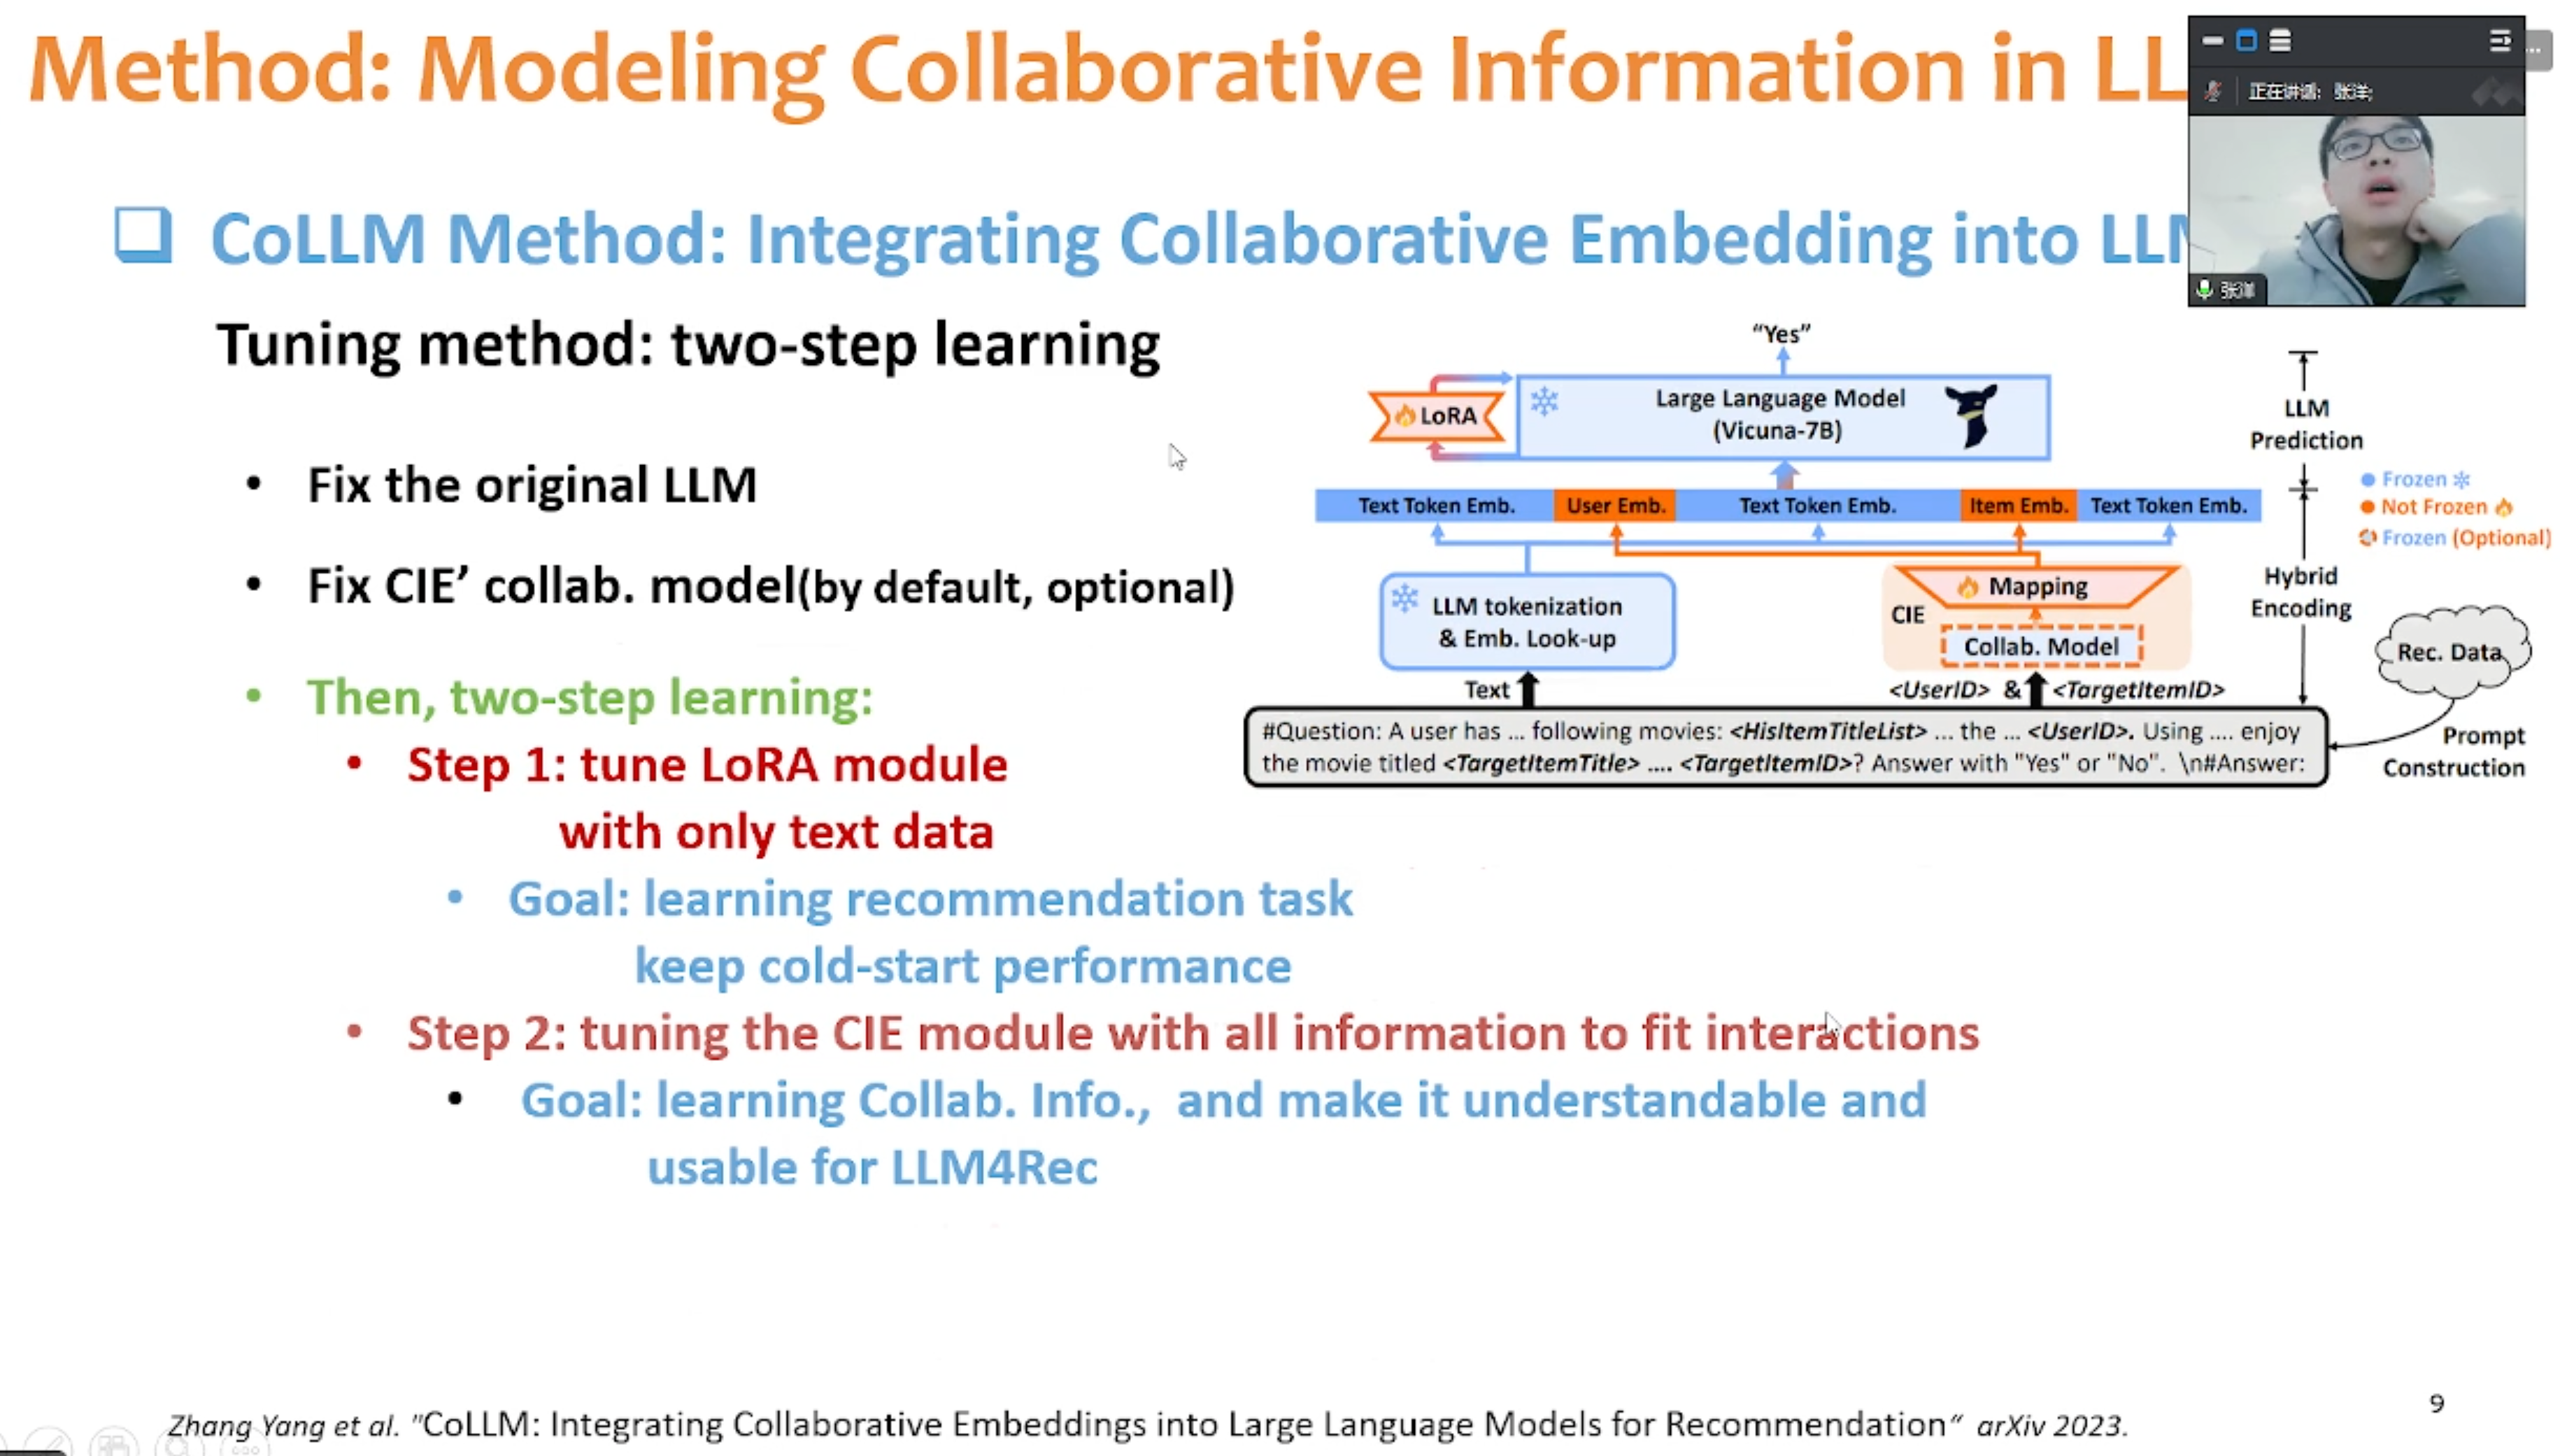 Method: Modeling Collaborative Information in LL
正在讲话: 张洋;
张洋
CoLLM Method: Integrating Collaborative Embedding into LLM
Tuning method: two-step learning
• Fix the original LLM
• Fix CIE’ collab. model(by default, optional)
• Then, two-step learning:
• Step 1: tune LoRA module
with only text data
• Goal: learning recommendation task
keep cold-start performance
• Step 2: tuning the CIE module with all information to fit interactions
• Goal: learning Collab. Info., and make it understandable and
usable for LLM4Rec
“Yes”
LoRA
Large Language Model
(Vicuna-7B)
LLM
Prediction
Text Token Emb. User Emb. Text Token Emb. Item Emb. Text Token Emb.
Frozen
Not Frozen
Frozen (Optional)
LLM tokenization
& Emb. Look-up
CIE
Mapping
Collab. Model
Hybrid
Encoding
Rec. Data
Text
<UserID> & <TargetItemID>
#Question: A user has ... following movies: <HisItemTitleList> ... the ... <UserID>. Using .... enjoy
the movie titled <TargetItemTitle> .... <TargetItemID>? Answer with "Yes" or "No". \n#Answer:
Prompt
Construction
9
Zhang Yang et al. "CoLLM: Integrating Collaborative Embeddings into Large Language Models for Recommendation“ arXiv 2023.